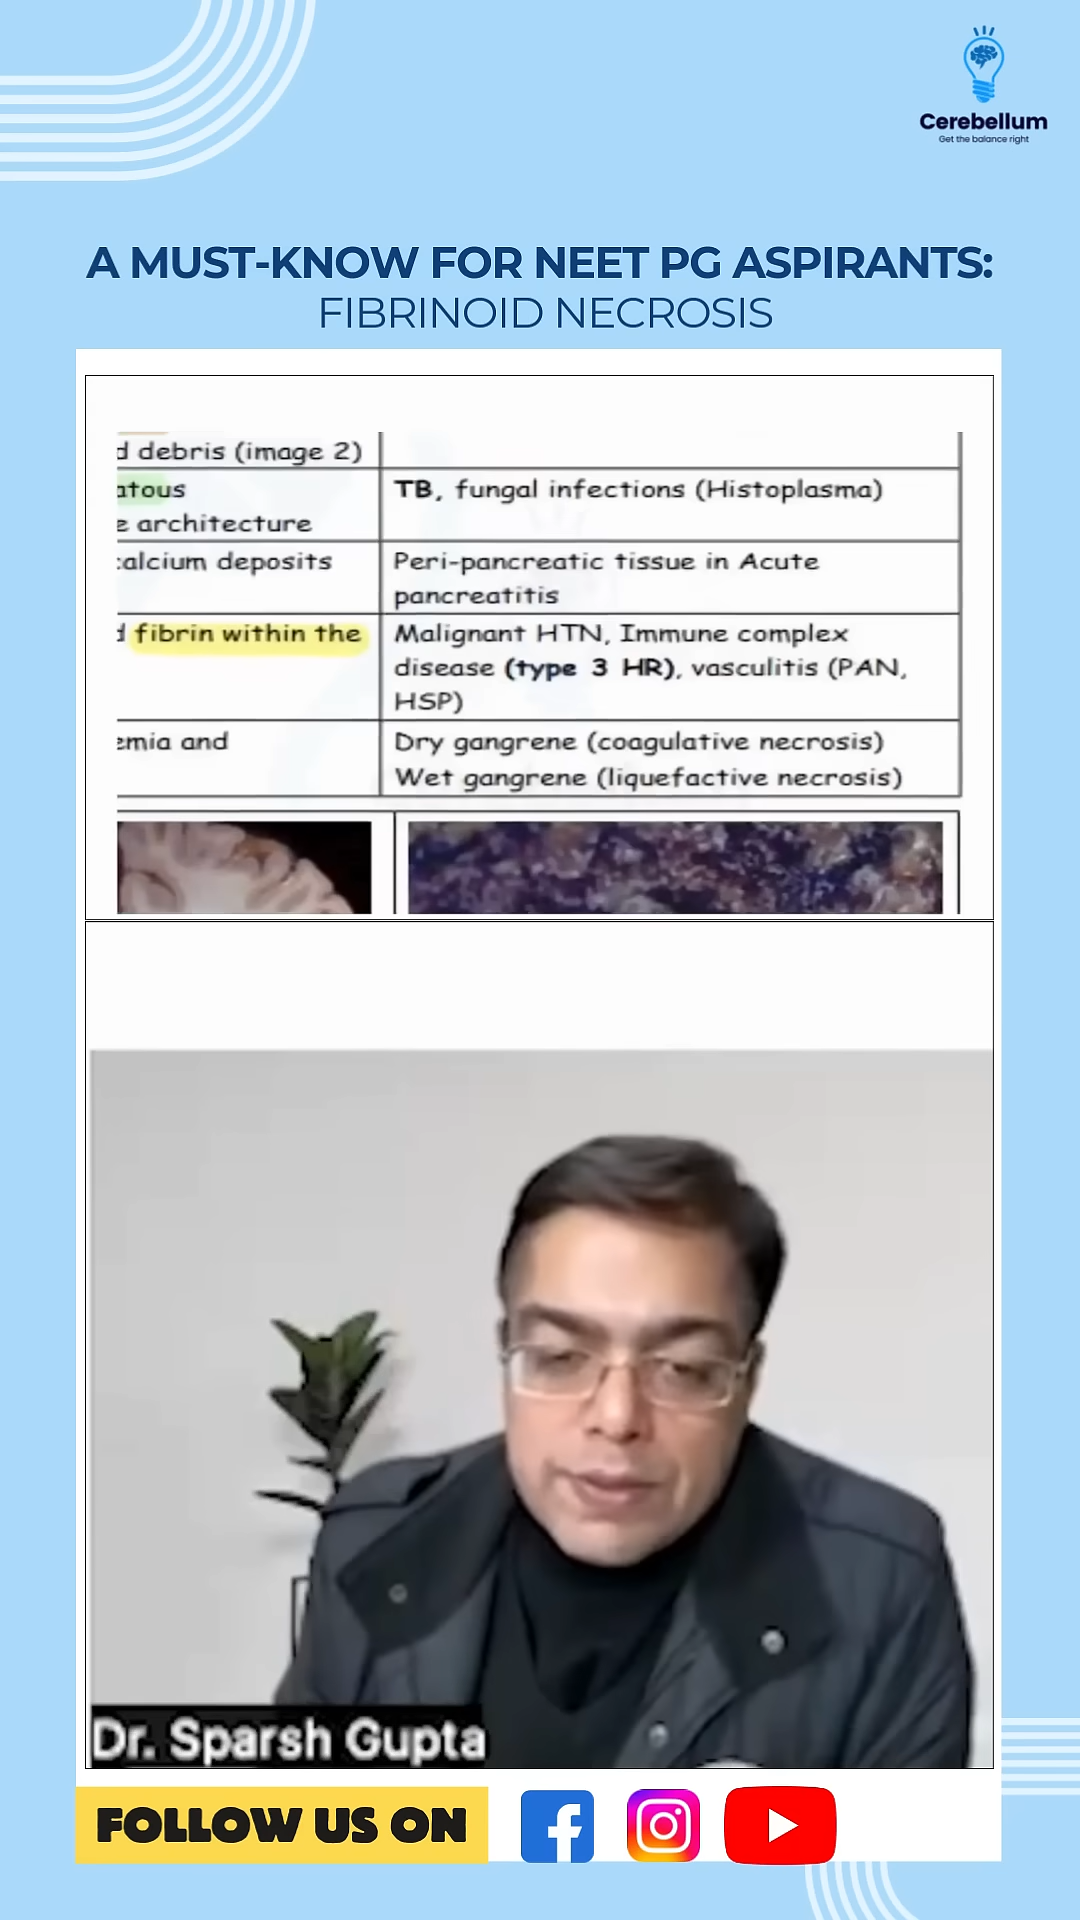 Cerebellum
Get the balance right
A MUST-KNOW FOR NEET PG ASPIRANTS:
FIBRINOID NECROSIS
d debris (image 2)
atous
e architecture
TB, fungal infections (Histoplasma)
calcium deposits
Peri-pancreatic tissue in Acute
pancreatitis
d fibrin within the
Malignant HTN, Immune complex
disease (type 3 HR), vasculitis (PAN,
HSP)
emia and
Dry gangrene (coagulative necrosis)
Wet gangrene (liquefactive necrosis)
Dr. Sparsh Gupta
FOLLOW US ON